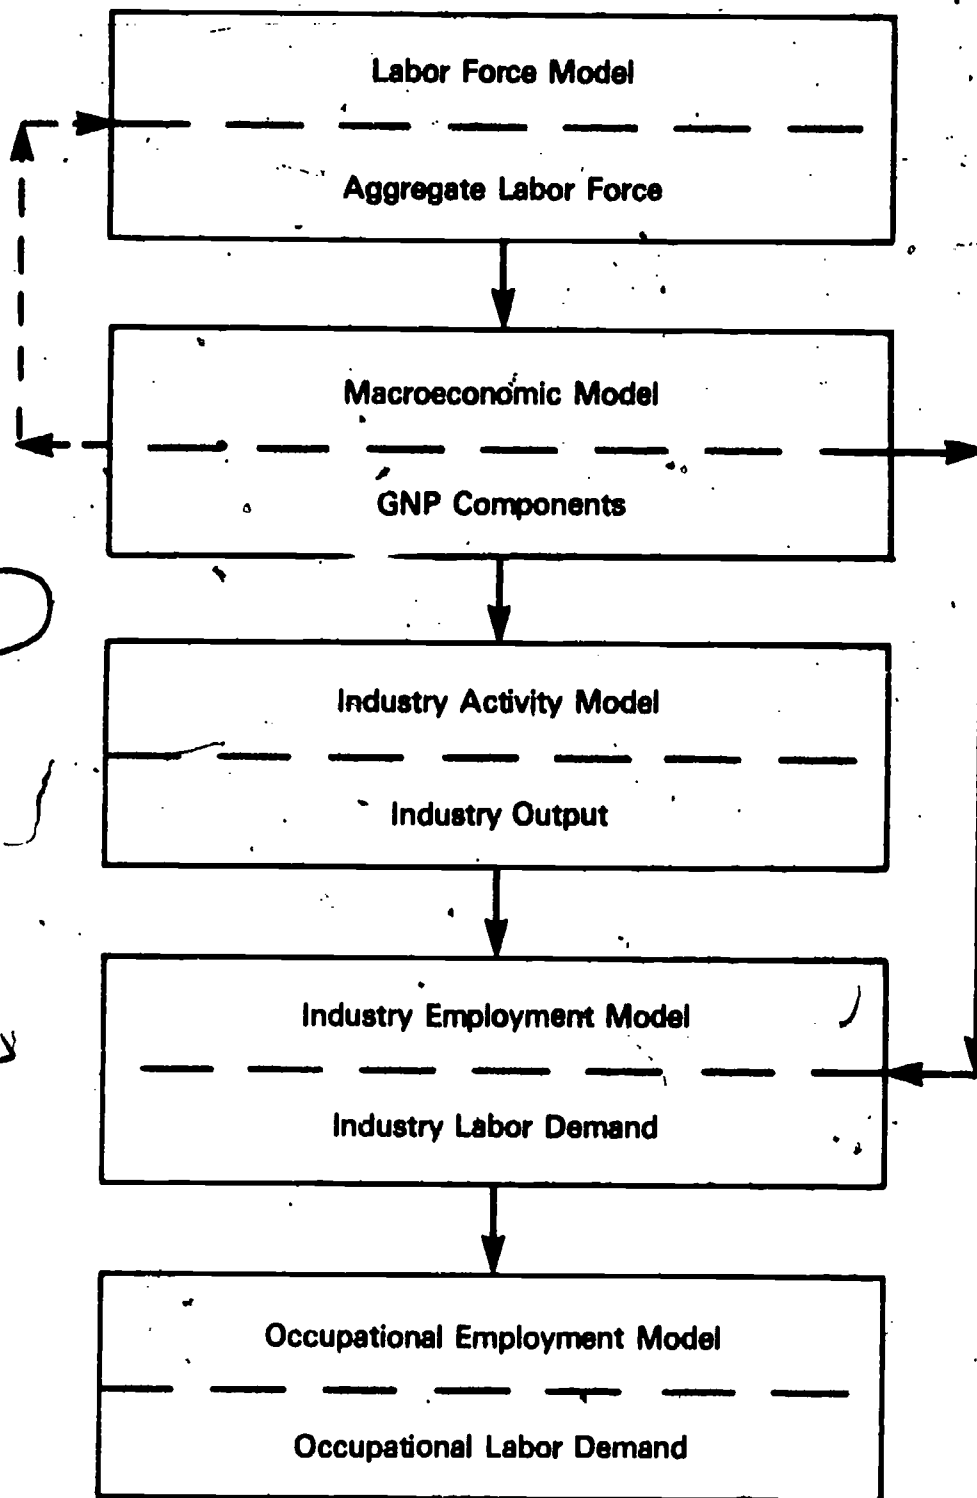 Labor Force Model
Aggregate Labor Force
Macroeconomic Model
GNP Components
Industry Activity Model
Industry Output
Industry Employment Model
Industry Labor Demand
Occupational Employment Model
Occupational Labor Demand